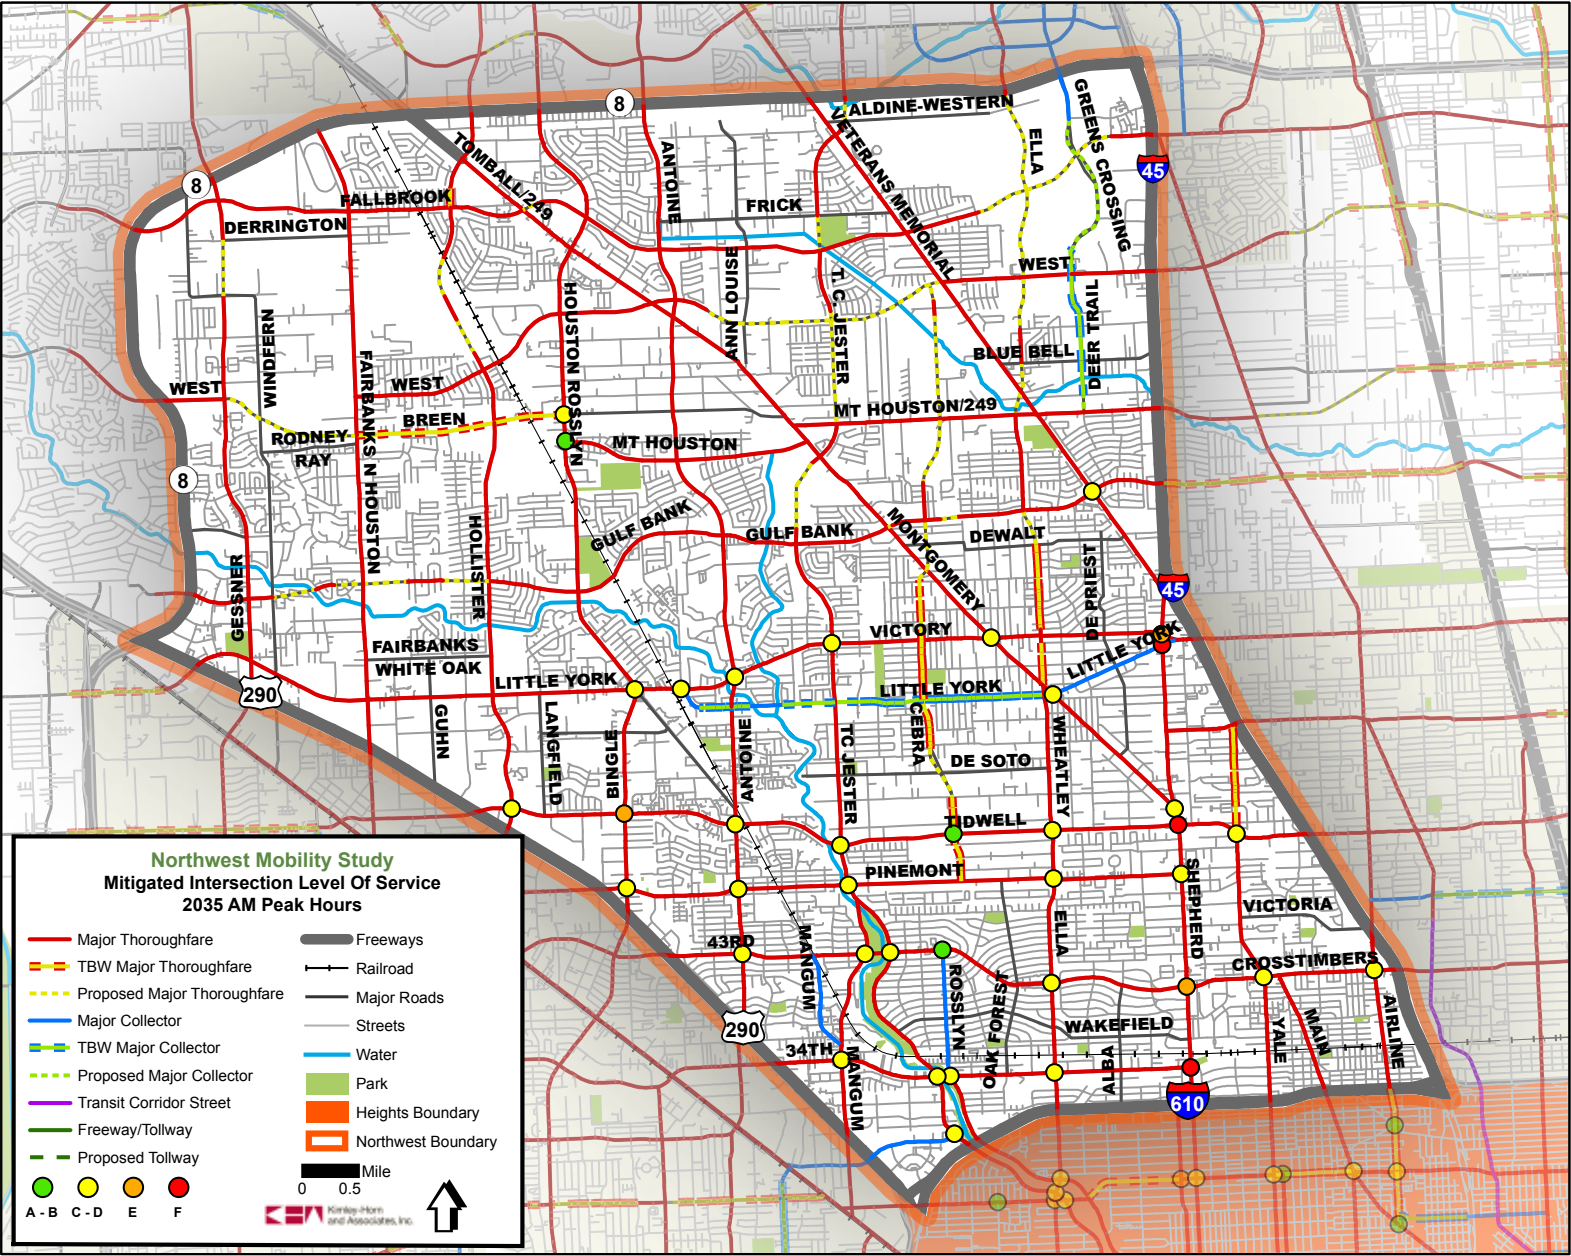 8
ALDINE-WESTERN
VETERANS MEMORIAL
GREENS CROSSING
ELLA
45
TOMBALL/249
ANTOINE
8
FALLBROOK
FRICK
DERRINGTON
ANN LOUISE
T. C. JESTER
WEST
DEER TRAIL
HOUSTON ROSSLYN
WINDFERN
FAIRBANKS N HOUSTON
BLUE BELL
WEST
WEST
BREEN
MT HOUSTON/249
RODNEY
RAY
MT HOUSTON
8
GULF BANK
GULF BANK
MONTGOMERY
DEWALT
HOLLISTER
DE PRIEST
GESSNER
45
VICTORY
LITTLE YORK
FAIRBANKS
WHITE OAK
LITTLE YORK
LITTLE YORK
290
GUHN
LANGFIELD
BINGLE
ANTOINE
TC JESTER
CEBRA
WHEATLEY
DE SOTO
TIDWELL
PINEMONT
SHEPHERD
VICTORIA
43RD
MANGUM
ROSSLYN
OAK FOREST
ELLA
CROSSTIMBERS
WAKEFIELD
ALBA
YALE
MAIN
AIRLINE
290
34TH
MANGUM
610
Northwest Mobility Study
Mitigated Intersection Level Of Service
2035 AM Peak Hours
Major Thoroughfare
TBW Major Thoroughfare
Proposed Major Thoroughfare
Major Collector
TBW Major Collector
Proposed Major Collector
Transit Corridor Street
Freeway/Tollway
Proposed Tollway
A - B
C - D
E
F
Freeways
Railroad
Major Roads
Streets
Water
Park
Heights Boundary
Northwest Boundary
Mile
0 0.5
Kimley-Horn
and Associates, Inc.